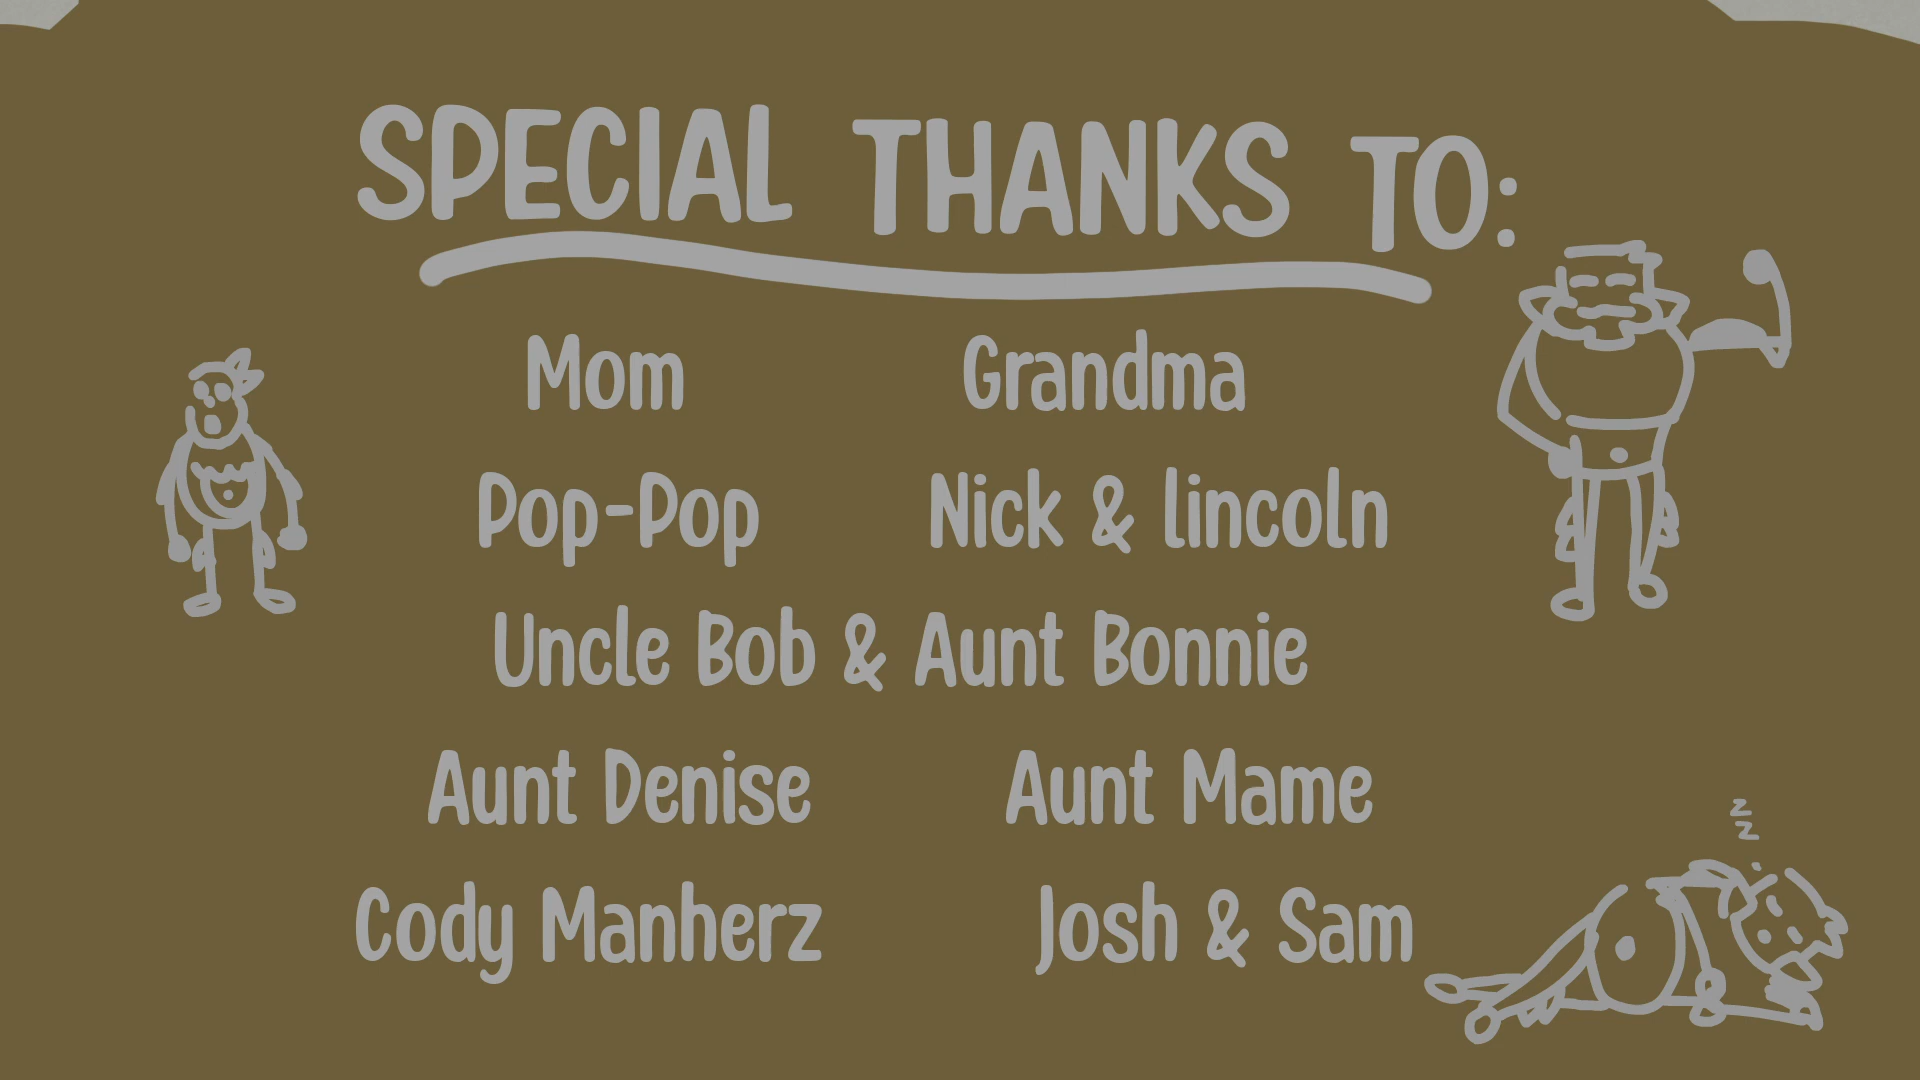 SPECIAL THANKS TO:
Mom Grandma
Pop-Pop Nick & lincoln
Uncle Bob & Aunt Bonnie
Aunt Denise Aunt Mame
z
z
Cody Manherz Josh & Sam